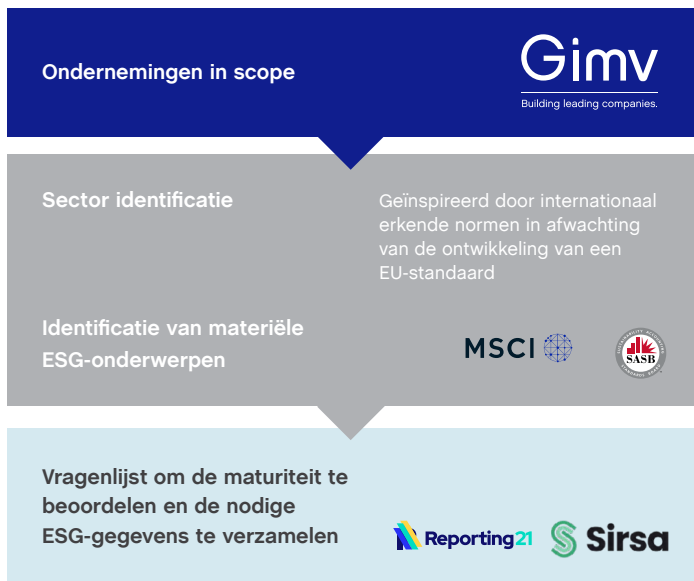 Ondernemingen in scope
Gimv
Building leading companies.
Sector identificatie
Geïnspireerd door internationaal
erkende normen in afwachting
van de ontwikkeling van een
EU-standaard
Identificatie van materiële
ESG-onderwerpen
MSCI
SASB
Vragenlijst om de maturiteit te
beoordelen en de nodige
ESG-gegevens te verzamelen
Reporting21
Sirsa